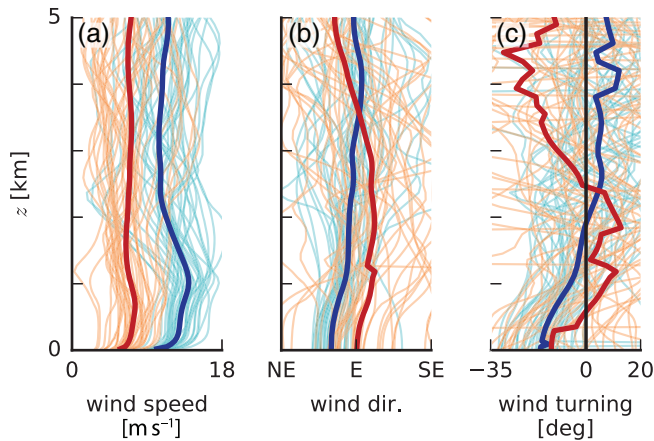 5
(a)
(b)
(c)
z [km]
0
0
18
NE
E
SE
−35
0
20
wind speed
[m s⁻¹]
wind dir.
wind turning
[deg]